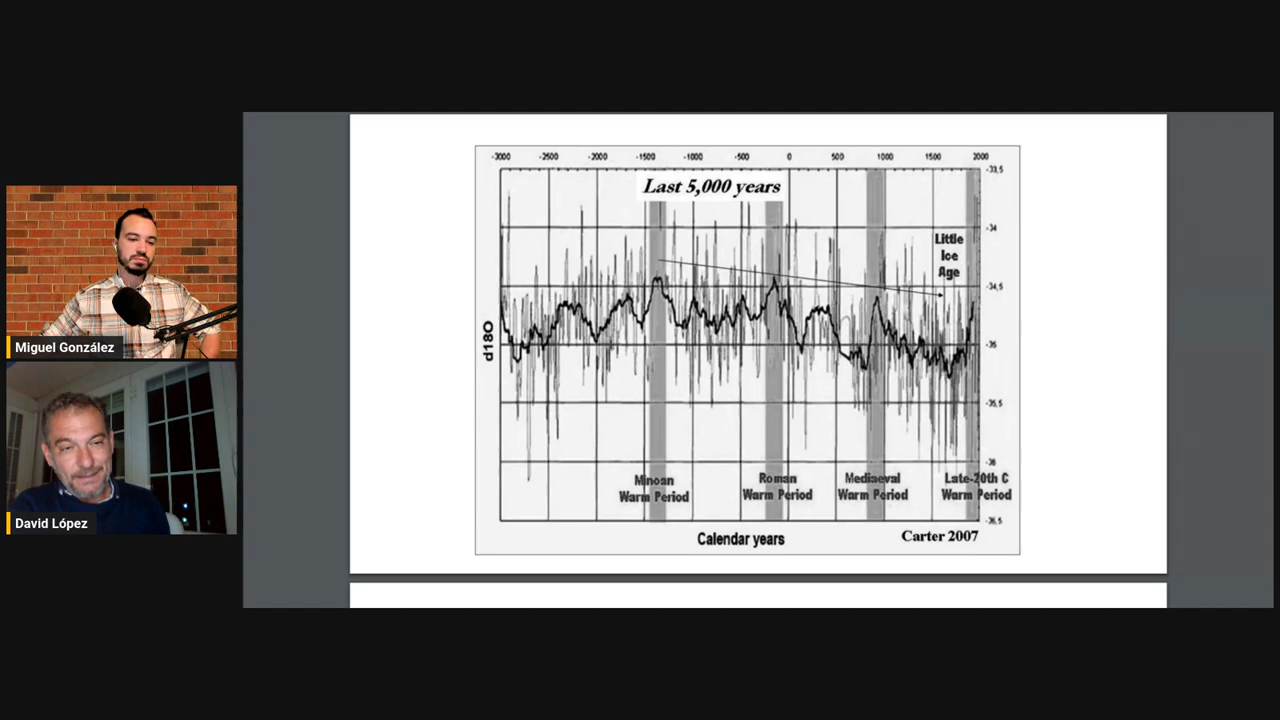 Miguel González
David López
-3000 -2500 -2000 -1500 -1000 -500 0 500 1000 1500 2000
Last 5,000 years
-33,5
-34
-34,5
-35
-35,5
-36
-36,5
Little
Ice
Age
d18O
Minoan
Warm Period
Roman
Warm Period
Mediaeval
Warm Period
Late-20th C
Warm Period
Calendar years
Carter 2007